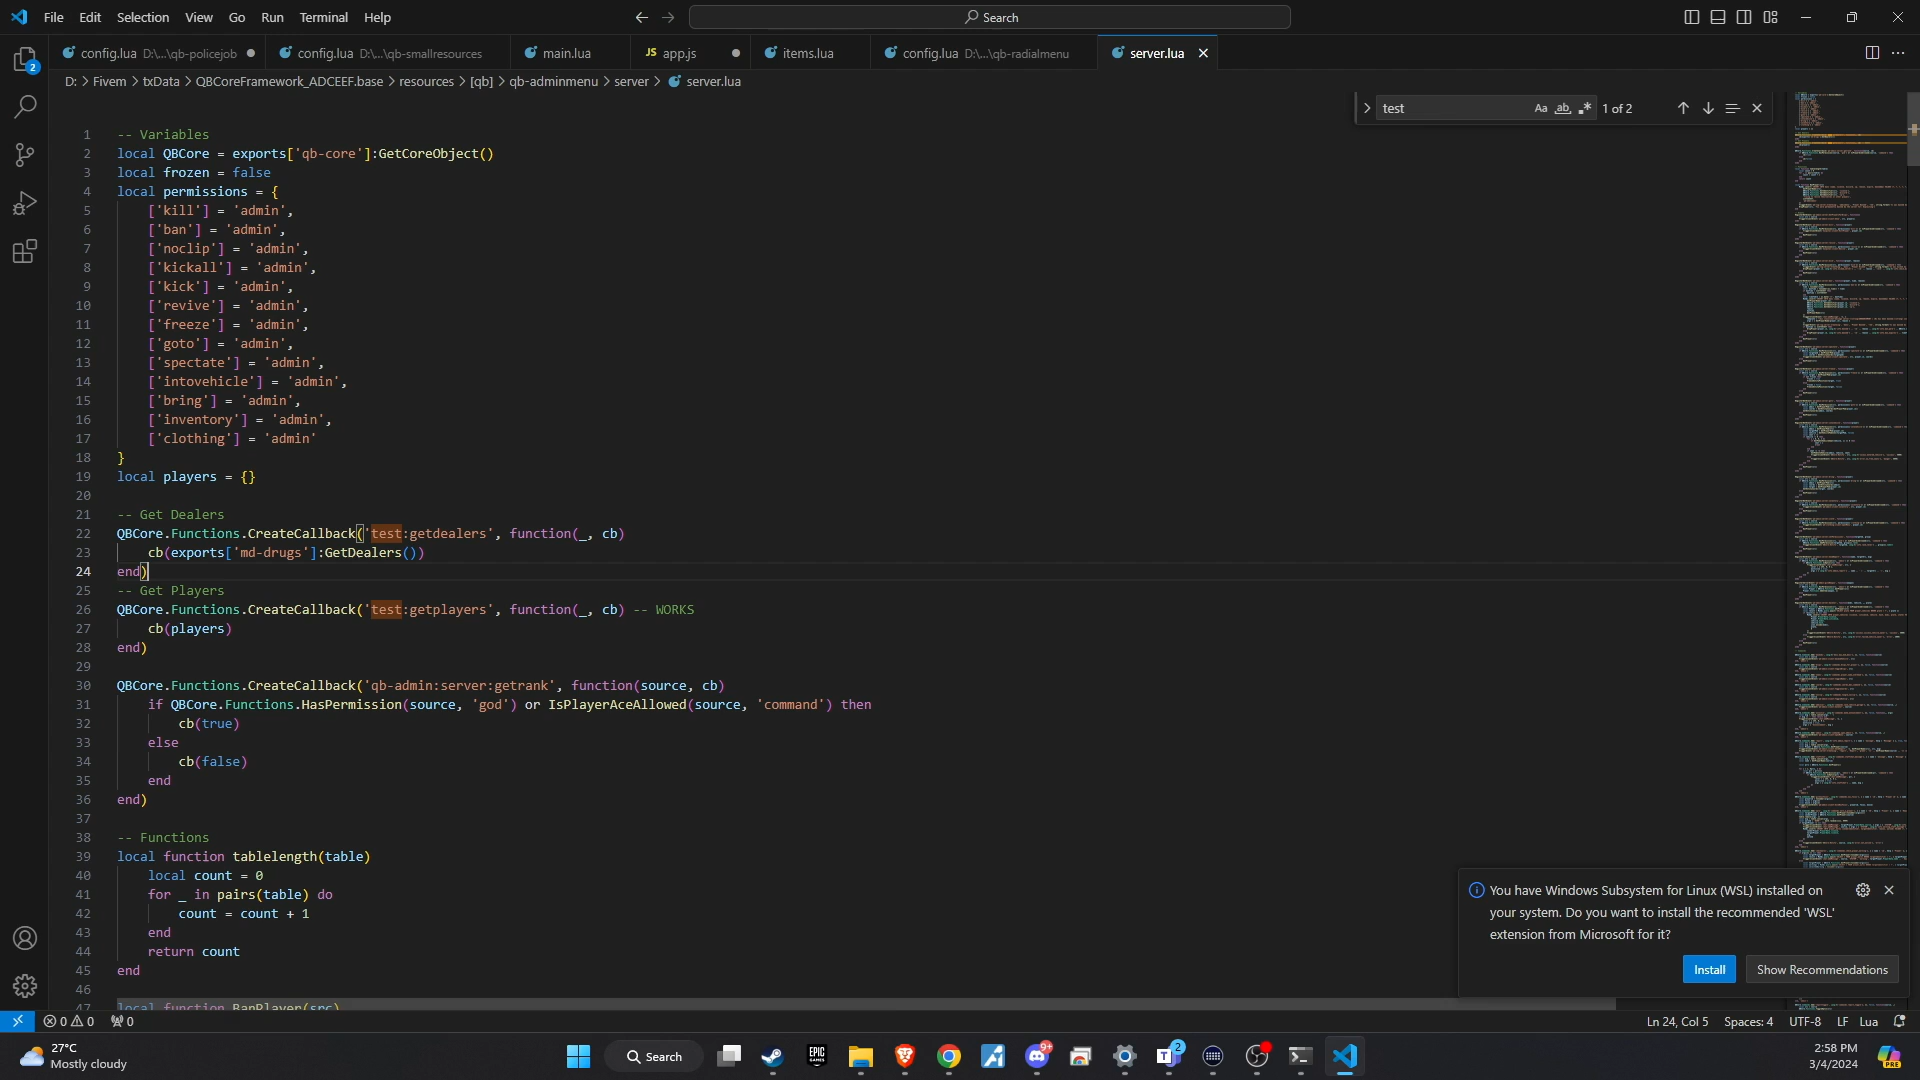 File Edit Selection View Go Run Terminal Help
Search
config.lua D:\...\qb-policejob
config.lua D:\...\qb-smallresources
main.lua
JS app.js
items.lua
config.lua D:\...\qb-radialmenu
server.lua
D: > Fivem > txData > QBCoreFramework_ADCEEF.base > resources > [qb] > qb-adminmenu > server > server.lua
test Aa ab .* 1 of 2
1 -- Variables
2 local QBCore = exports['qb-core']:GetCoreObject()
3 local frozen = false
4 local permissions = {
5 ['kill'] = 'admin',
6 ['ban'] = 'admin',
7 ['noclip'] = 'admin',
8 ['kickall'] = 'admin',
9 ['kick'] = 'admin',
10 ['revive'] = 'admin',
11 ['freeze'] = 'admin',
12 ['goto'] = 'admin',
13 ['spectate'] = 'admin',
14 ['intovehicle'] = 'admin',
15 ['bring'] = 'admin',
16 ['inventory'] = 'admin',
17 ['clothing'] = 'admin'
18 }
19 local players = {}
20
21 -- Get Dealers
22 QBCore.Functions.CreateCallback('test:getdealers', function(_, cb)
23 cb(exports['md-drugs']:GetDealers())
24 end)
25 -- Get Players
26 QBCore.Functions.CreateCallback('test:getplayers', function(_, cb) -- WORKS
27 cb(players)
28 end)
29
30 QBCore.Functions.CreateCallback('qb-admin:server:getrank', function(source, cb)
31 if QBCore.Functions.HasPermission(source, 'god') or IsPlayerAceAllowed(source, 'command') then
32 cb(true)
33 else
34 cb(false)
35 end
36 end)
37
38 -- Functions
39 local function tablelength(table)
40 local count = 0
41 for _ in pairs(table) do
42 count = count + 1
43 end
44 return count
45 end
46
47 local function BanPlayer(src)
2
You have Windows Subsystem for Linux (WSL) installed on
your system. Do you want to install the recommended 'WSL'
extension from Microsoft for it?
Install Show Recommendations
0 0 0
Ln 24, Col 5 Spaces: 4 UTF-8 LF Lua
27°C
Mostly cloudy
Search
EPIC GAMES
9+
2
PRE
2:58 PM
3/4/2024